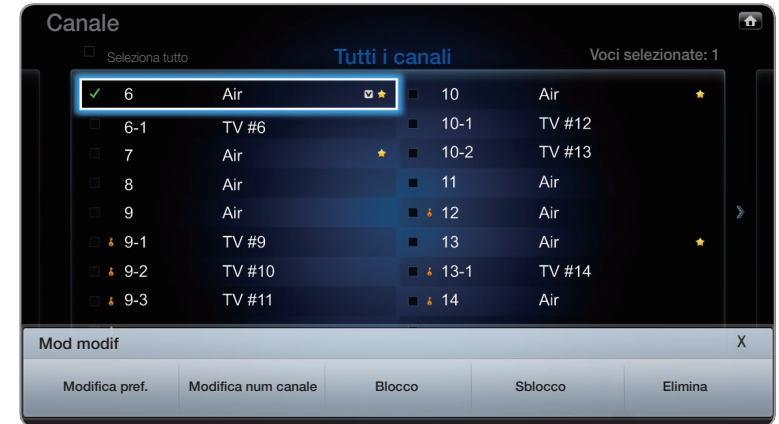 Canale
Seleziona tutto Tutti i canali Voci selezionate: 1
6 Air
6-1 TV #6
7 Air
8 Air
9 Air
9-1 TV #9
9-2 TV #10
9-3 TV #11
10 Air
10-1 TV #12
10-2 TV #13
11 Air
12 Air
13 Air
13-1 TV #14
14 Air
Mod modif X
Modifica pref. Modifica num canale Blocco Sblocco Elimina